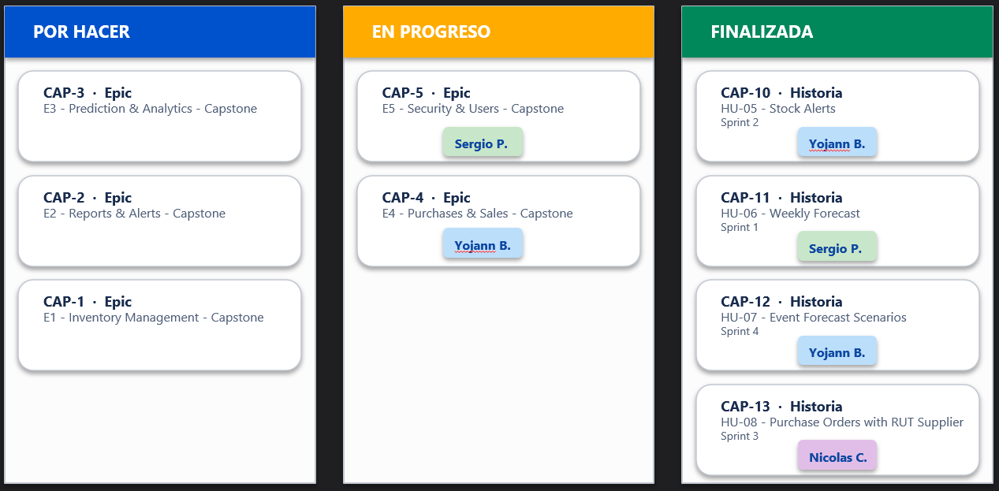 POR HACER
CAP-3 · Epic
E3 - Prediction & Analytics - Capstone
CAP-2 · Epic
E2 - Reports & Alerts - Capstone
CAP-1 · Epic
E1 - Inventory Management - Capstone
EN PROGRESO
CAP-5 · Epic
E5 - Security & Users - Capstone
Sergio P.
CAP-4 · Epic
E4 - Purchases & Sales - Capstone
Yojann B.
FINALIZADA
CAP-10 · Historia
HU-05 - Stock Alerts
Sprint 2
Yojann B.
CAP-11 · Historia
HU-06 - Weekly Forecast
Sprint 1
Sergio P.
CAP-12 · Historia
HU-07 - Event Forecast Scenarios
Sprint 4
Yojann B.
CAP-13 · Historia
HU-08 - Purchase Orders with RUT Supplier
Sprint 3
Nicolas C.